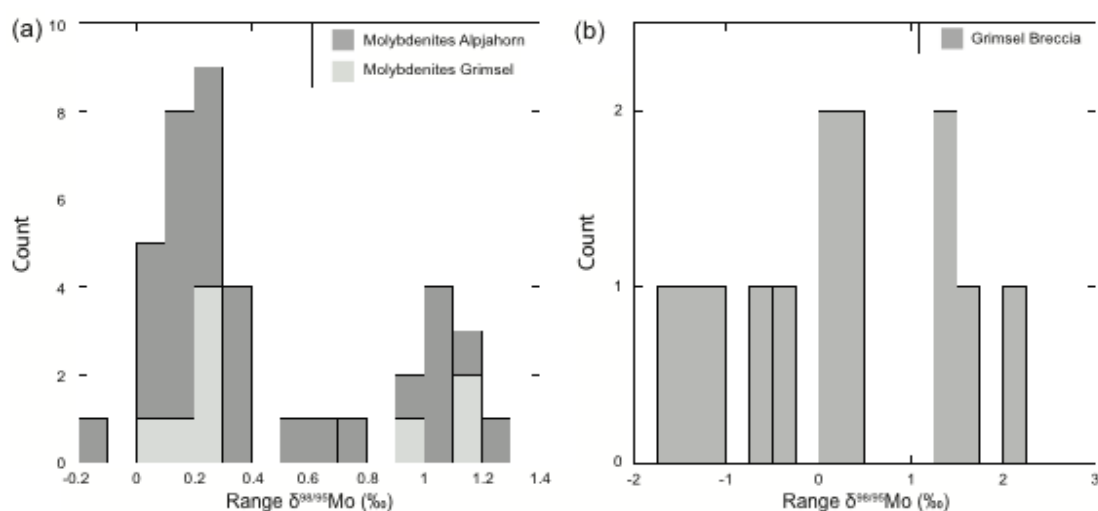 (a)
Molybdenites Alpjahorn
Molybdenites Grimsel
Count
10
8
6
4
2
0
-0.2 0 0.2 0.4 0.6 0.8 1 1.2 1.4
Range δ⁹⁸/⁹⁵Mo (‰)
(b)
Grimsel Breccia
Count
2
1
0
-2 -1 0 1 2 3
Range δ⁹⁸/⁹⁵Mo (‰)